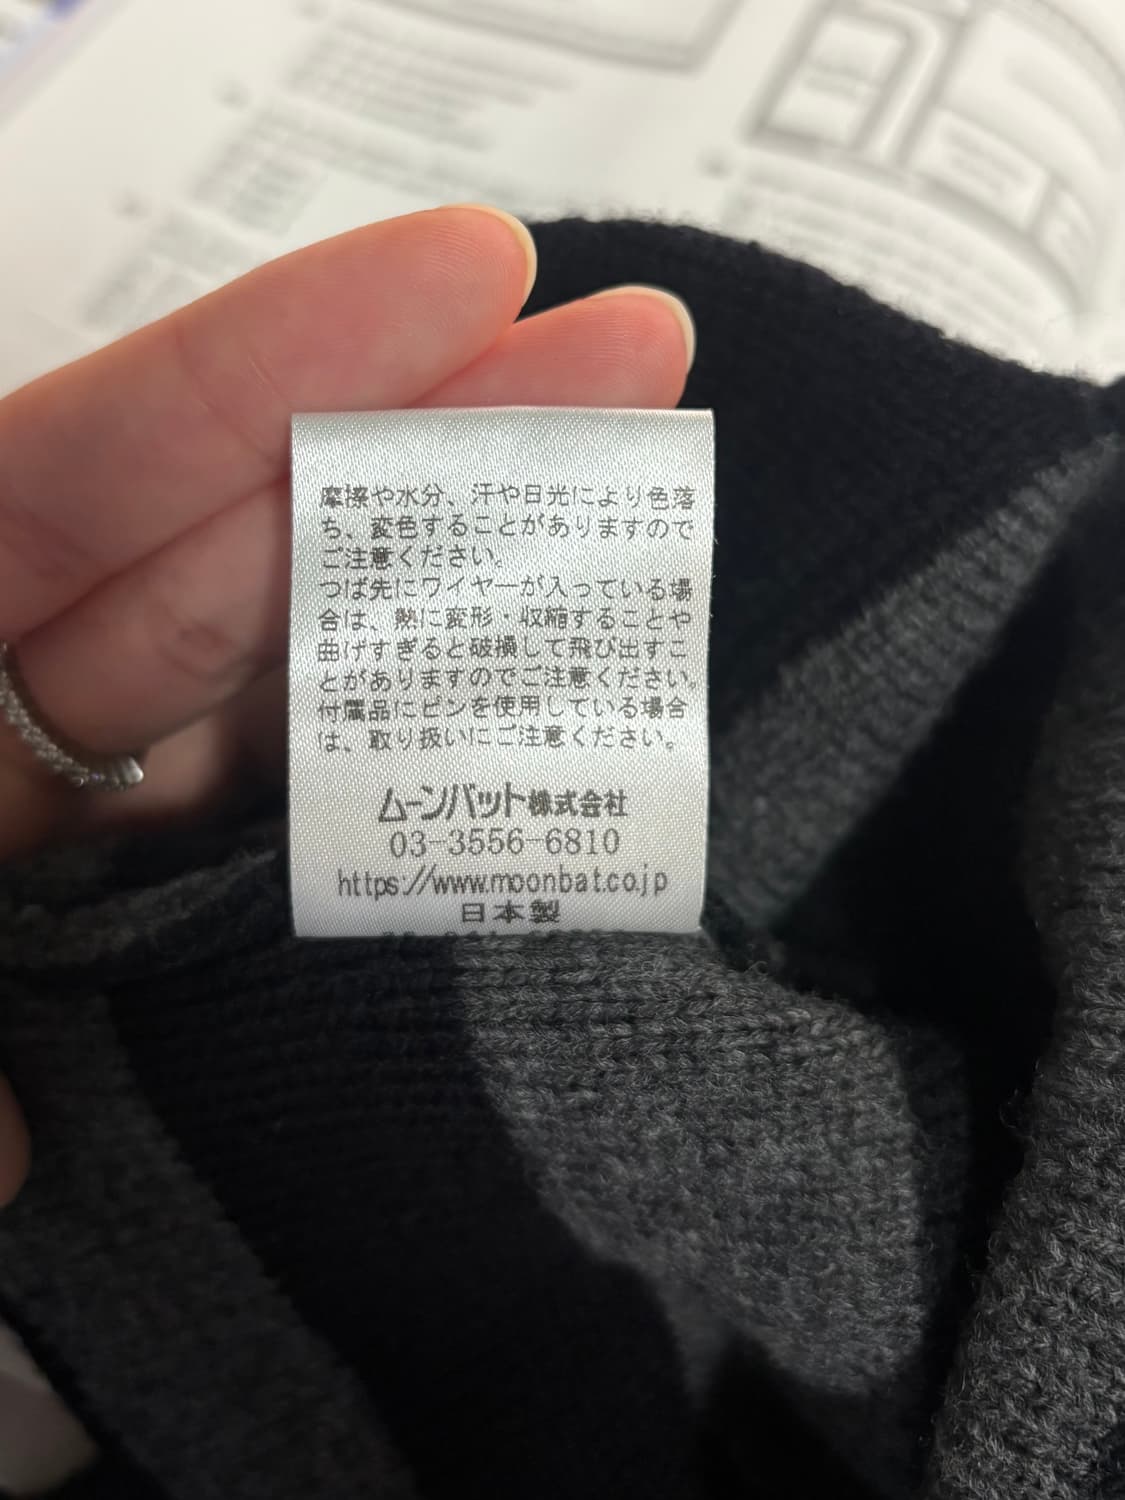 摩擦や水分、汗や日光により色落
ち、変色することがありますので
ご注意ください。
つば先にワイヤーが入っている場
合は、熱に変形・収縮することや
曲げすぎると破損して飛び出すこ
とがありますのでご注意ください。
付属品にピンを使用している場合
は、取り扱いにご注意ください。
ムーンバット株式会社
03-3556-6810
https://www.moonbat.co.jp
日本製